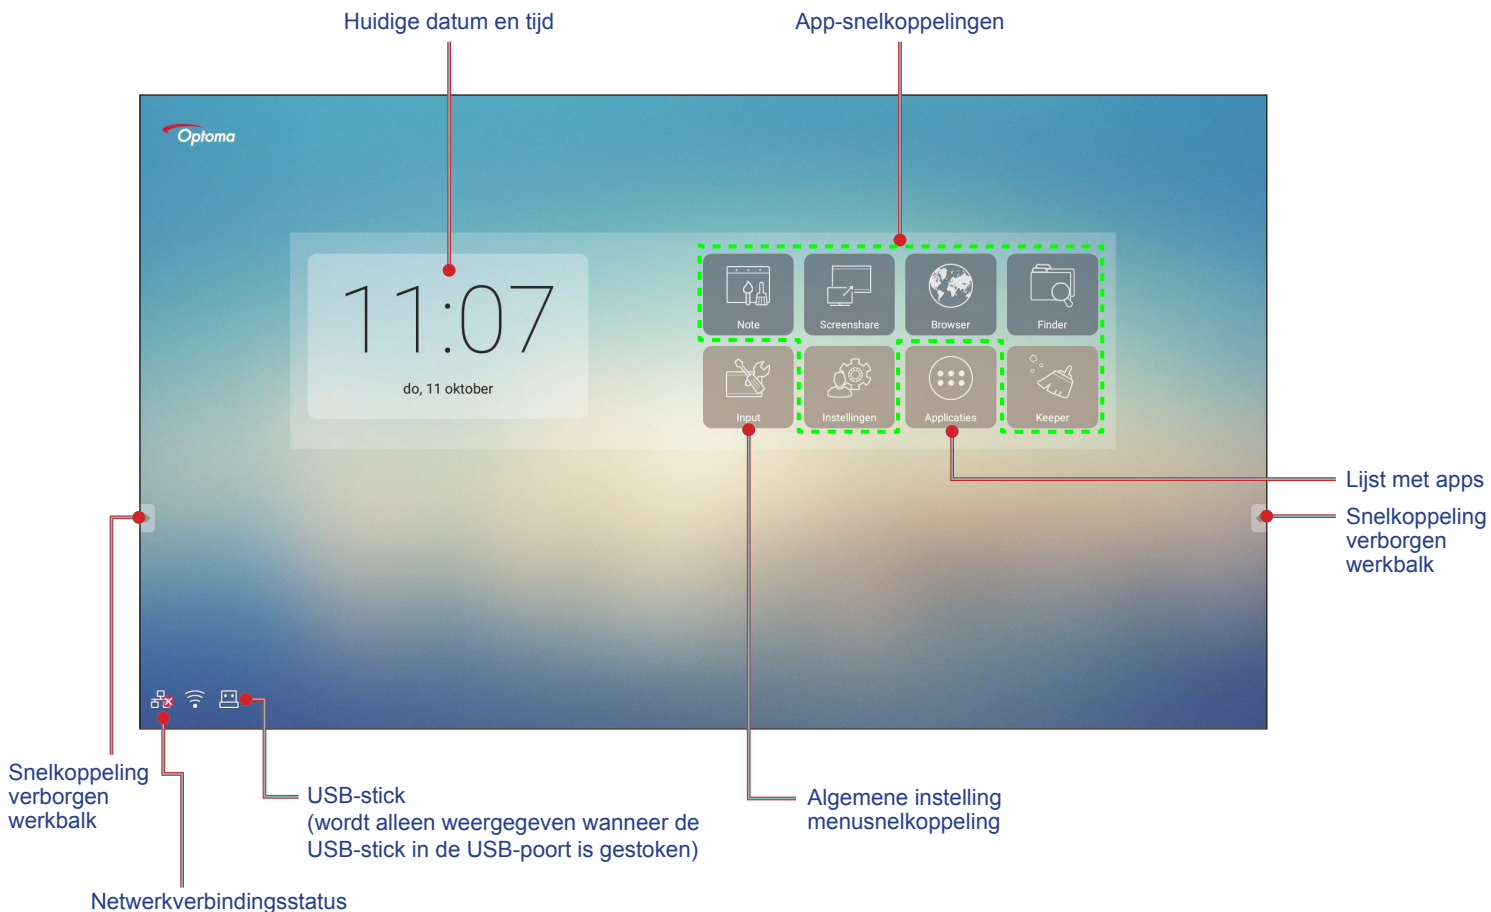 Huidige datum en tijd
App-snelkoppelingen
Optoma
11:07
do, 11 oktober
Note
Screenshare
Browser
Finder
Input
Instellingen
Applicaties
Keeper
Lijst met apps
Snelkoppeling
verborgen
werkbalk
Snelkoppeling
verborgen
werkbalk
USB-stick
(wordt alleen weergegeven wanneer de
USB-stick in de USB-poort is gestoken)
Algemene instelling
menusnelkoppeling
Netwerkverbindingsstatus